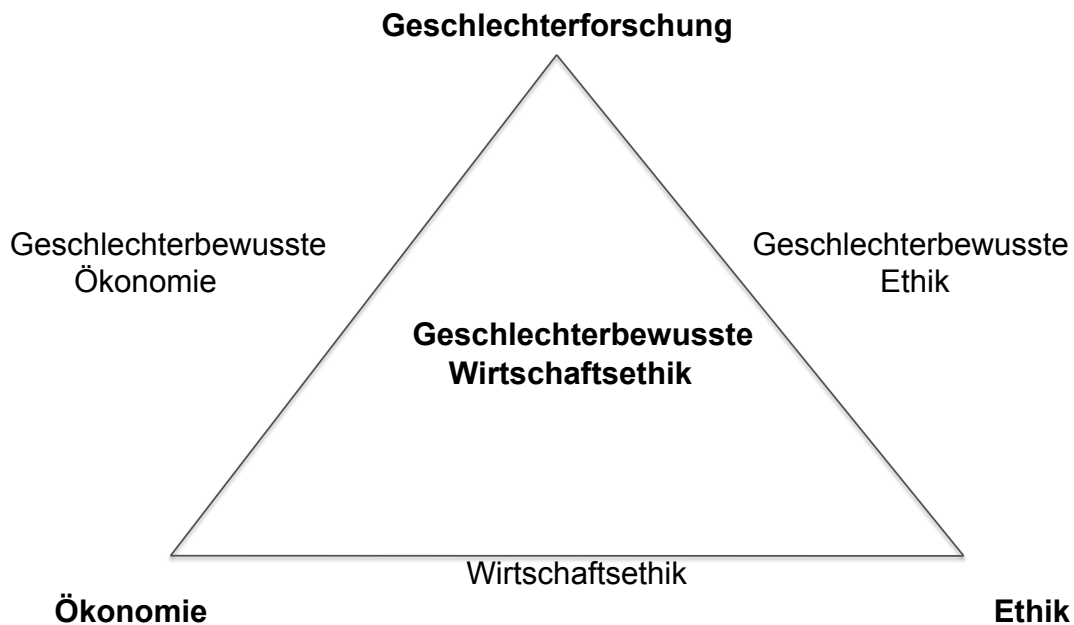 Geschlechterforschung
Geschlechterbewusste
Ökonomie
Geschlechterbewusste
Ethik
Geschlechterbewusste
Wirtschaftsethik
Wirtschaftsethik
Ökonomie
Ethik